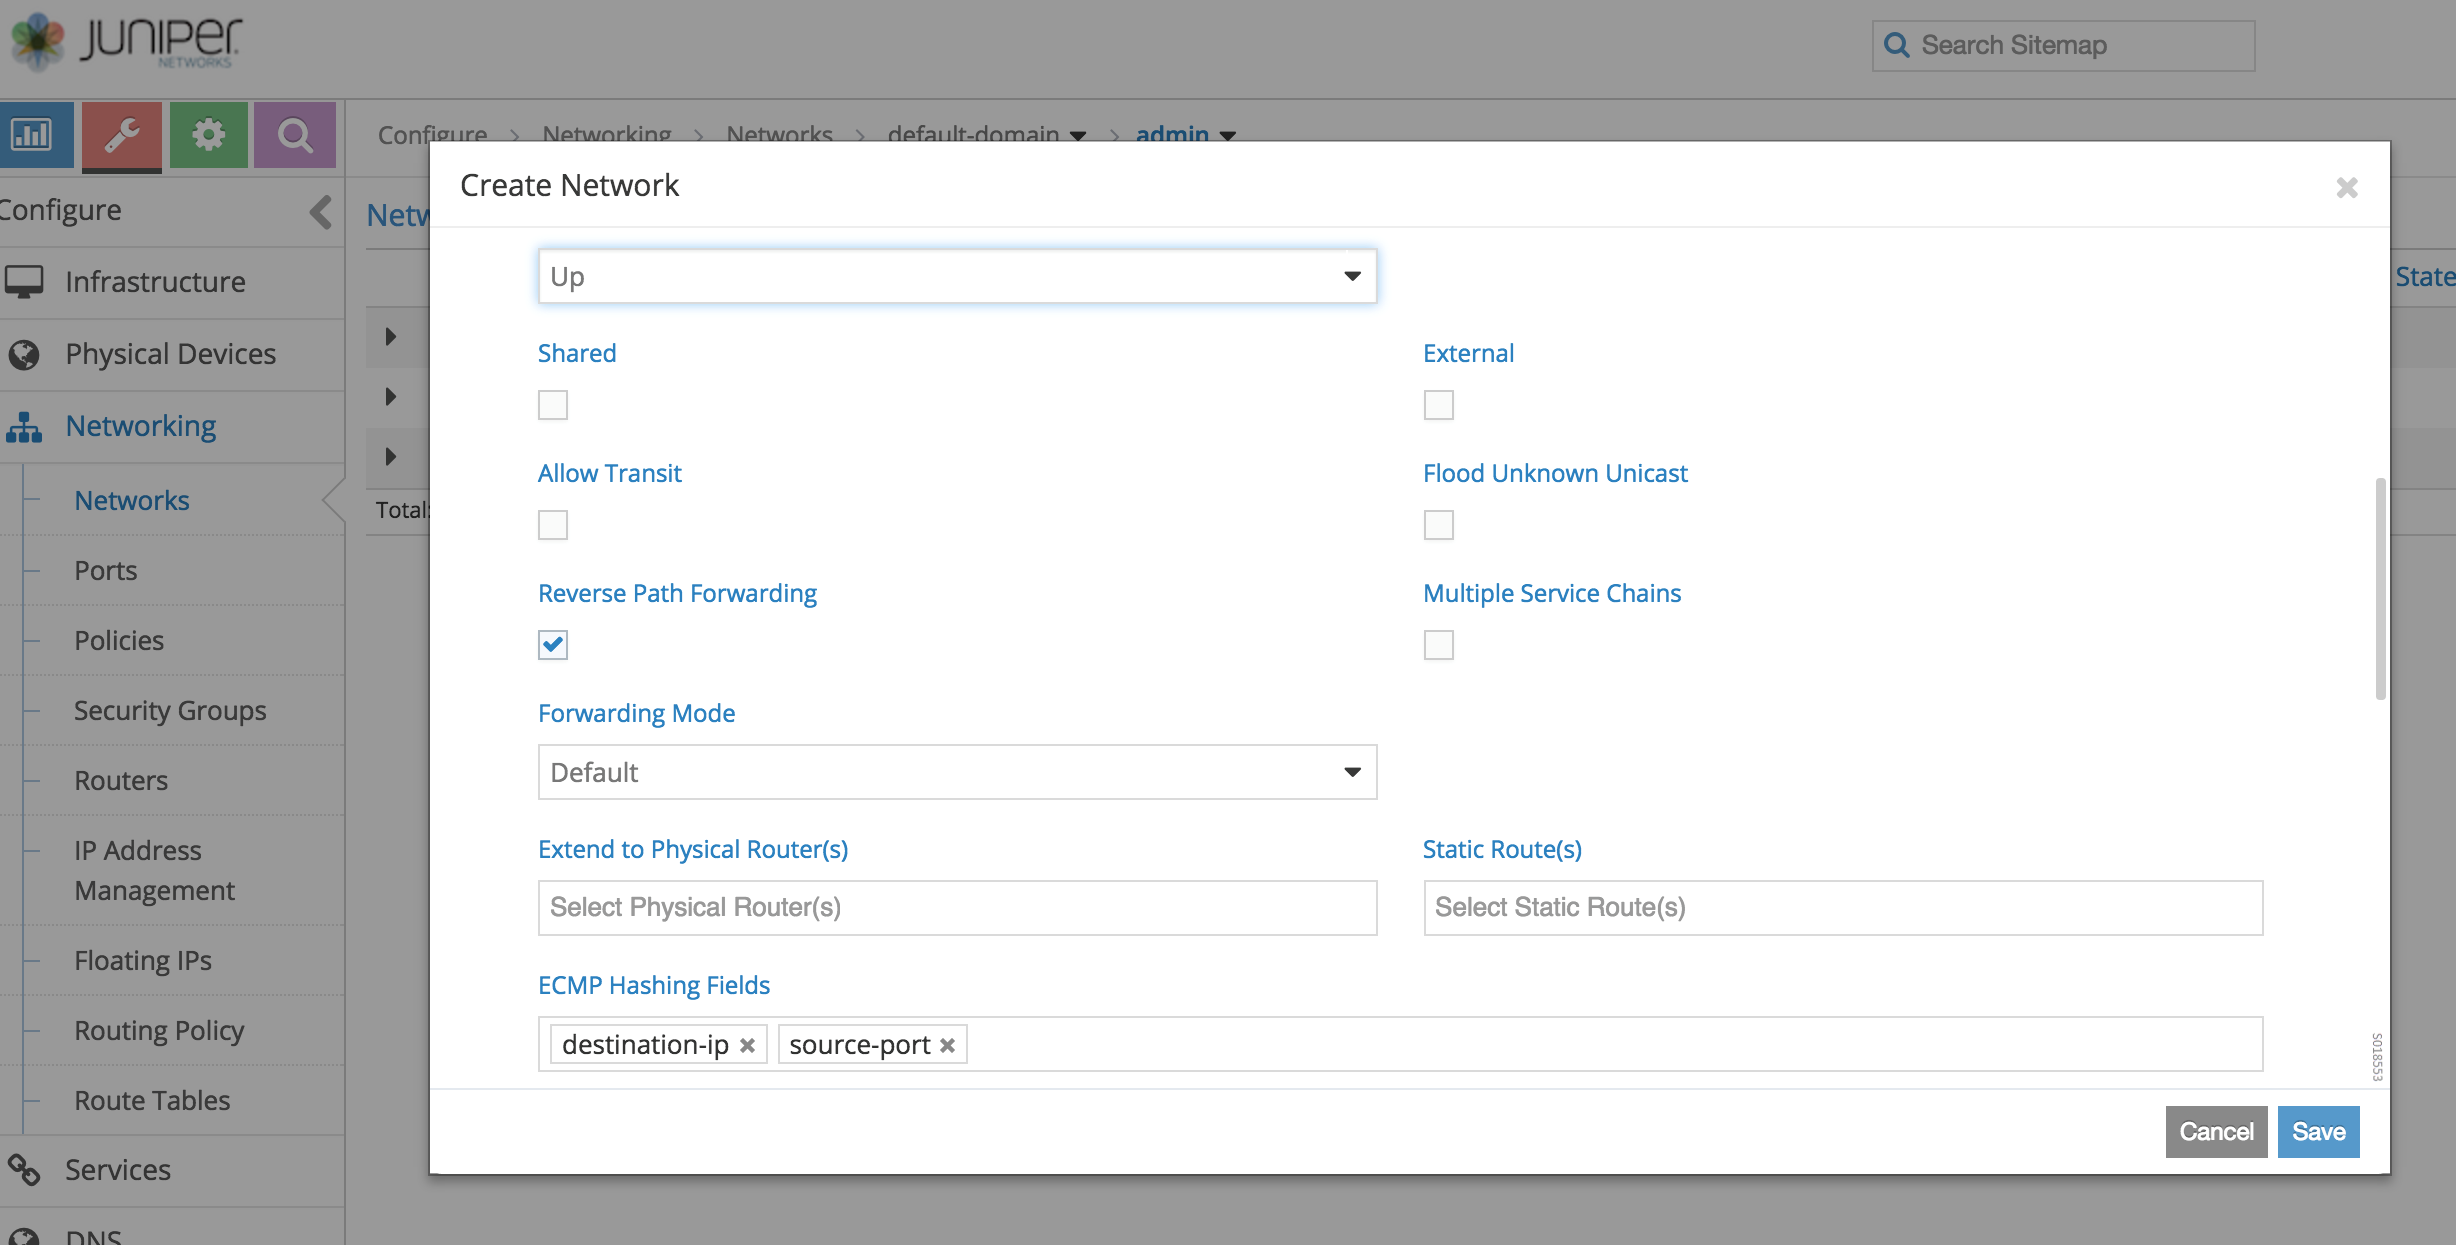 JUNIPER
NETWORKS
Search Sitemap
Configure > Networking > Networks > default-domain > admin
Configure
Infrastructure
Physical Devices
Networking
Networks
Ports
Policies
Security Groups
Routers
IP Address
Management
Floating IPs
Routing Policy
Route Tables
Services
DNS
Netw
State
Total:
Create Network
Up
Shared
External
Allow Transit
Flood Unknown Unicast
Reverse Path Forwarding
Multiple Service Chains
Forwarding Mode
Default
Extend to Physical Router(s)
Static Route(s)
Select Physical Router(s)
Select Static Route(s)
ECMP Hashing Fields
destination-ip
source-port
S018553
Cancel
Save